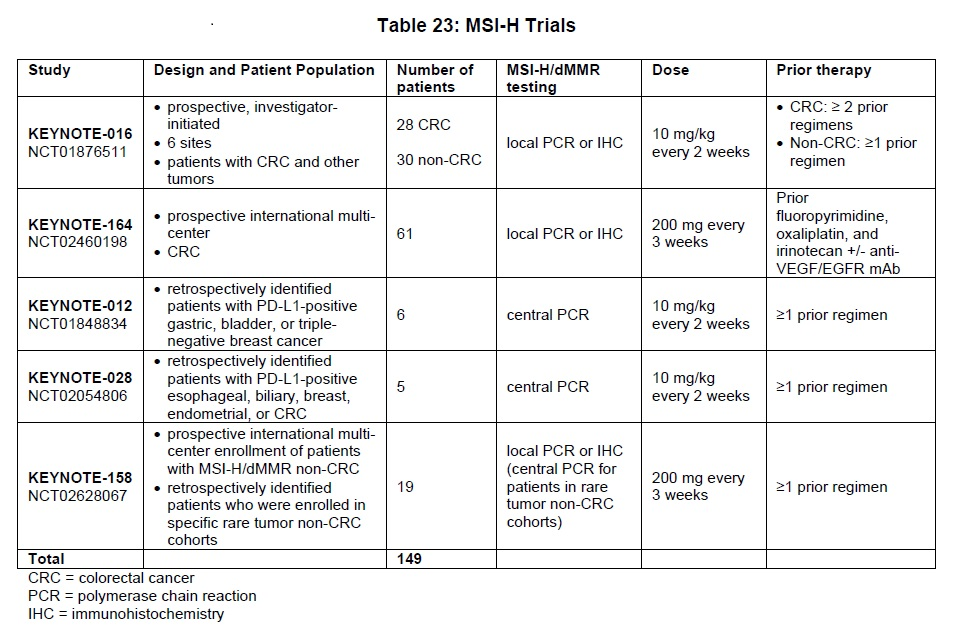 Table 23: MSI-H Trials
Study
Design and Patient Population
Number of
patients
MSI-H/dMMR
testing
Dose
Prior therapy
KEYNOTE-016
NCT01876511
• prospective, investigator-
initiated
• 6 sites
• patients with CRC and other
tumors
28 CRC
30 non-CRC
local PCR or IHC
10 mg/kg
every 2 weeks
• CRC: ≥ 2 prior
regimens
• Non-CRC: ≥1 prior
regimen
KEYNOTE-164
NCT02460198
• prospective international multi-
center
• CRC
61
local PCR or IHC
200 mg every
3 weeks
Prior
fluoropyrimidine,
oxaliplatin, and
irinotecan +/- anti-
VEGF/EGFR mAb
KEYNOTE-012
NCT01848834
• retrospectively identified
patients with PD-L1-positive
gastric, bladder, or triple-
negative breast cancer
6
central PCR
10 mg/kg
every 2 weeks
≥1 prior regimen
KEYNOTE-028
NCT02054806
• retrospectively identified
patients with PD-L1-positive
esophageal, biliary, breast,
endometrial, or CRC
5
central PCR
10 mg/kg
every 2 weeks
≥1 prior regimen
KEYNOTE-158
NCT02628067
• prospective international multi-
center enrollment of patients
with MSI-H/dMMR non-CRC
• retrospectively identified
patients who were enrolled in
specific rare tumor non-CRC
cohorts
19
local PCR or IHC
(central PCR for
patients in rare
tumor non-CRC
cohorts)
200 mg every
3 weeks
≥1 prior regimen
Total
149
CRC = colorectal cancer
PCR = polymerase chain reaction
IHC = immunohistochemistry